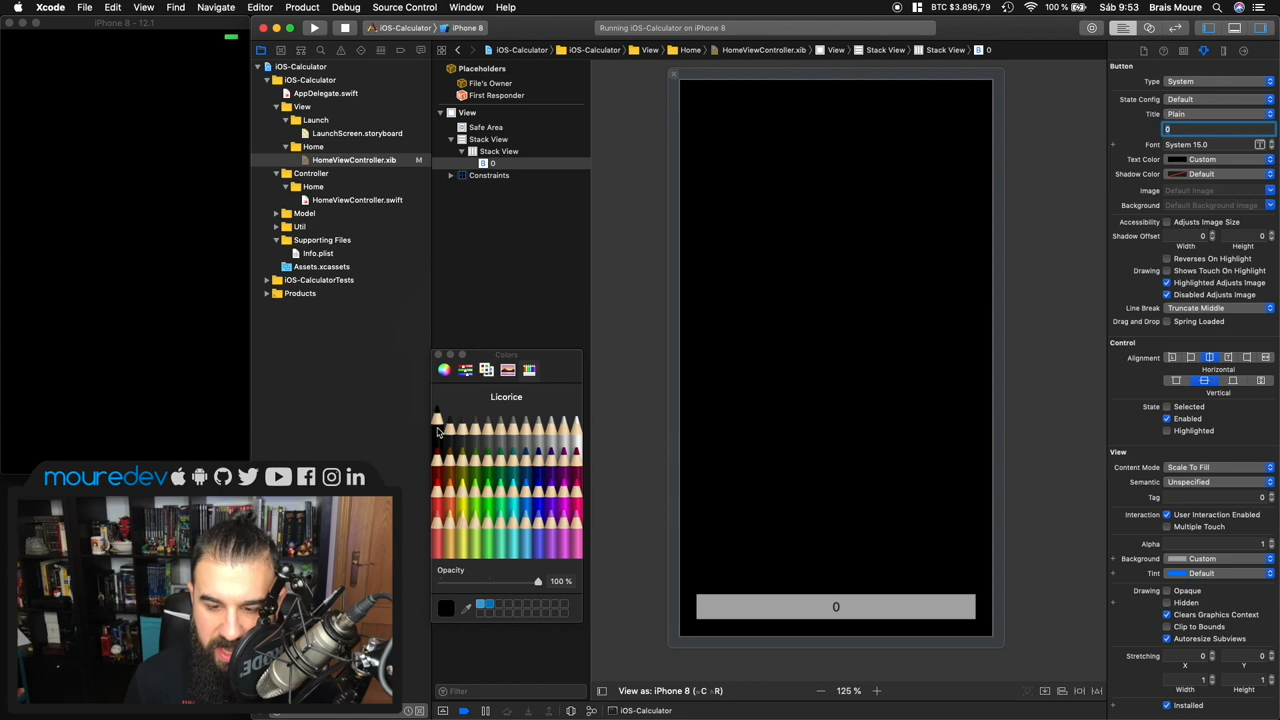 Xcode File Edit View Find Navigate Editor Product Debug Source Control Window Help
BTC $3.896,79 100% Sáb 9:53 Brais Moure
iPhone 8 - 12.1
iOS-Calculator iPhone 8
Running iOS-Calculator on iPhone 8
iOS-Calculator iOS-Calculator View Home HomeViewController.xib View Stack View Stack View B 0
iOS-Calculator
iOS-Calculator
AppDelegate.swift
View
Launch
LaunchScreen.storyboard
Home
HomeViewController.xib M
Controller
Home
HomeViewController.swift
Model
Util
Supporting Files
Info.plist
Assets.xcassets
iOS-CalculatorTests
Products
Placeholders
File's Owner
First Responder
View
Safe Area
Stack View
Stack View
B 0
Constraints
Colors
Licorice
Opacity
100 %
Filter
0
View as: iPhone 8 (wC hR)
125 %
iOS-Calculator
mouredev
Button
Type System
State Config Default
Title Plain
0
Font System 15.0
Text Color Custom
Shadow Color Default
Image Default Image
Background Default Background Image
Accessibility Adjusts Image Size
Shadow Offset 0 0
Width Height
Reverses On Highlight
Drawing Shows Touch On Highlight
Highlighted Adjusts Image
Disabled Adjusts Image
Line Break Truncate Middle
Drag and Drop Spring Loaded
Control
Alignment
Horizontal
Vertical
State Selected
Enabled
Highlighted
View
Content Mode Scale To Fill
Semantic Unspecified
Tag 0
Interaction User Interaction Enabled
Multiple Touch
Alpha 1
Background Custom
Tint Default
Drawing Opaque
Hidden
Clears Graphics Context
Clip to Bounds
Autoresize Subviews
Stretching 0 0
X Y
1 1
Width Height
Installed